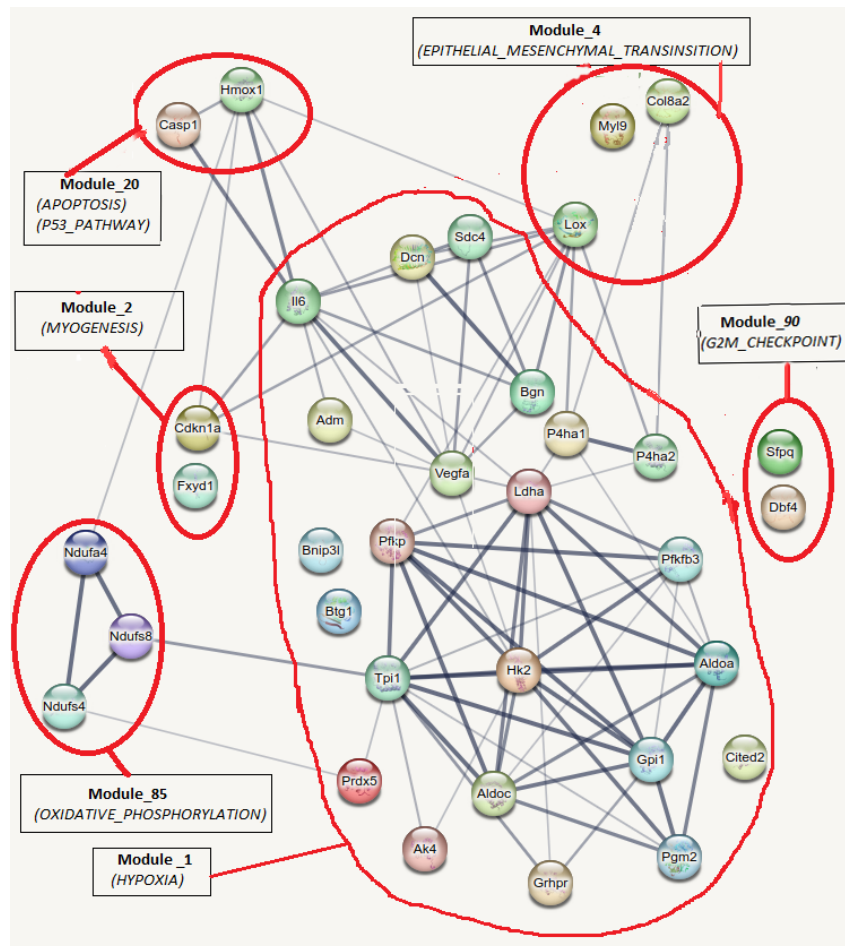 Module_4
(EPITHELIAL_MESENCHYMAL_TRANSINSITION)
Hmox1
Col8a2
Casp1
Myl9
Module_20
(APOPTOSIS)
(P53_PATHWAY)
Lox
Sdc4
Dcn
Il6
Module_2
(MYOGENESIS)
Module_90
(G2M_CHECKPOINT)
Bgn
Cdkn1a
Adm
P4ha1
P4ha2
Sfpq
Fxyd1
Vegfa
Ldha
Dbf4
Ndufa4
Pfkp
Bnip3l
Pfkfb3
Btg1
Ndufs8
Tpi1
Hk2
Aldoa
Ndufs4
Gpi1
Cited2
Prdx5
Aldoc
Module_85
(OXIDATIVE_PHOSPHORYLATION)
Ak4
Pgm2
Module _1
(HYPOXIA)
Grhpr